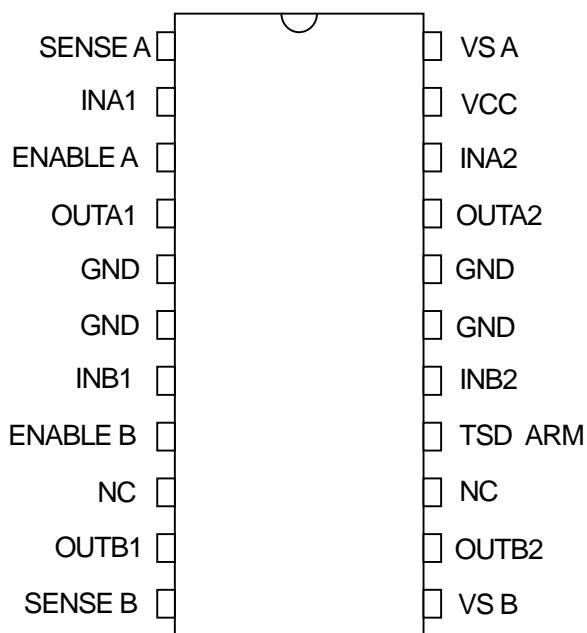 SENSE A VS A
INA1 VCC
ENABLE A INA2
OUTA1 OUTA2
GND GND
GND GND
INB1 INB2
ENABLE B TSD ARM
NC NC
OUTB1 OUTB2
SENSE B VS B